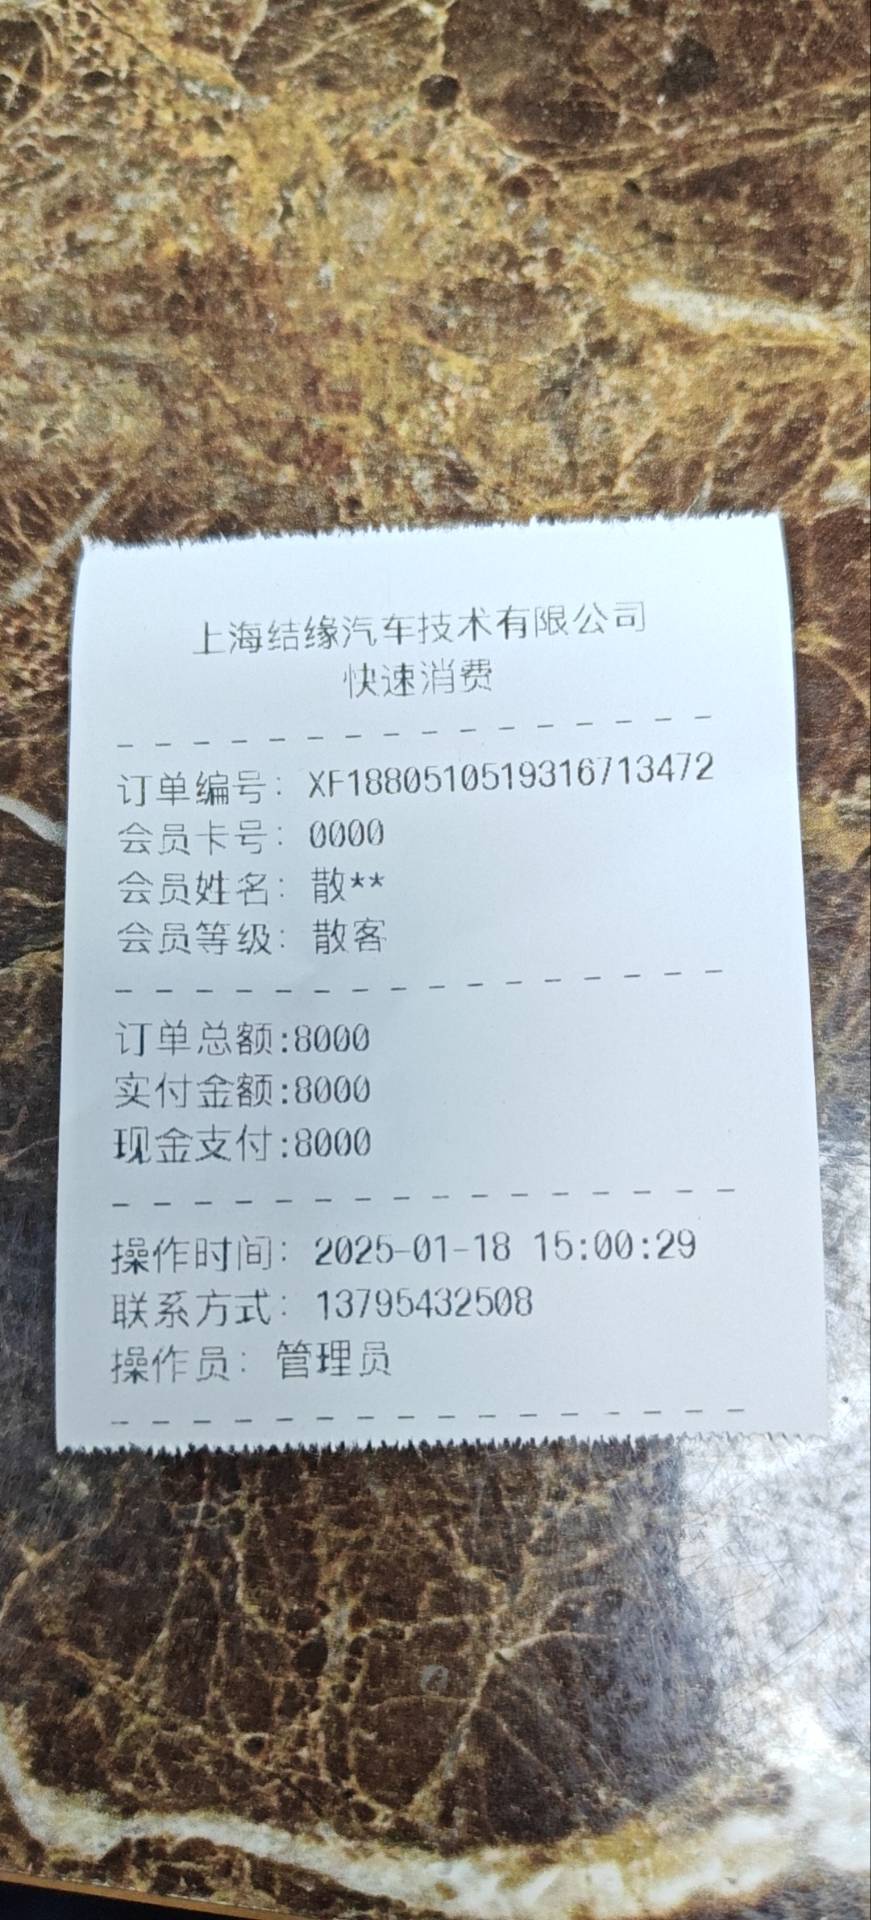 上海结缘汽车技术有限公司
快速消费
订单编号: XF1880510519316713472
会员卡号: 0000
会员姓名: 散**
会员等级: 散客
订单总额:8000
实付金额:8000
现金支付:8000
操作时间: 2025-01-18 15:00:29
联系方式: 13795432508
操作员: 管理员